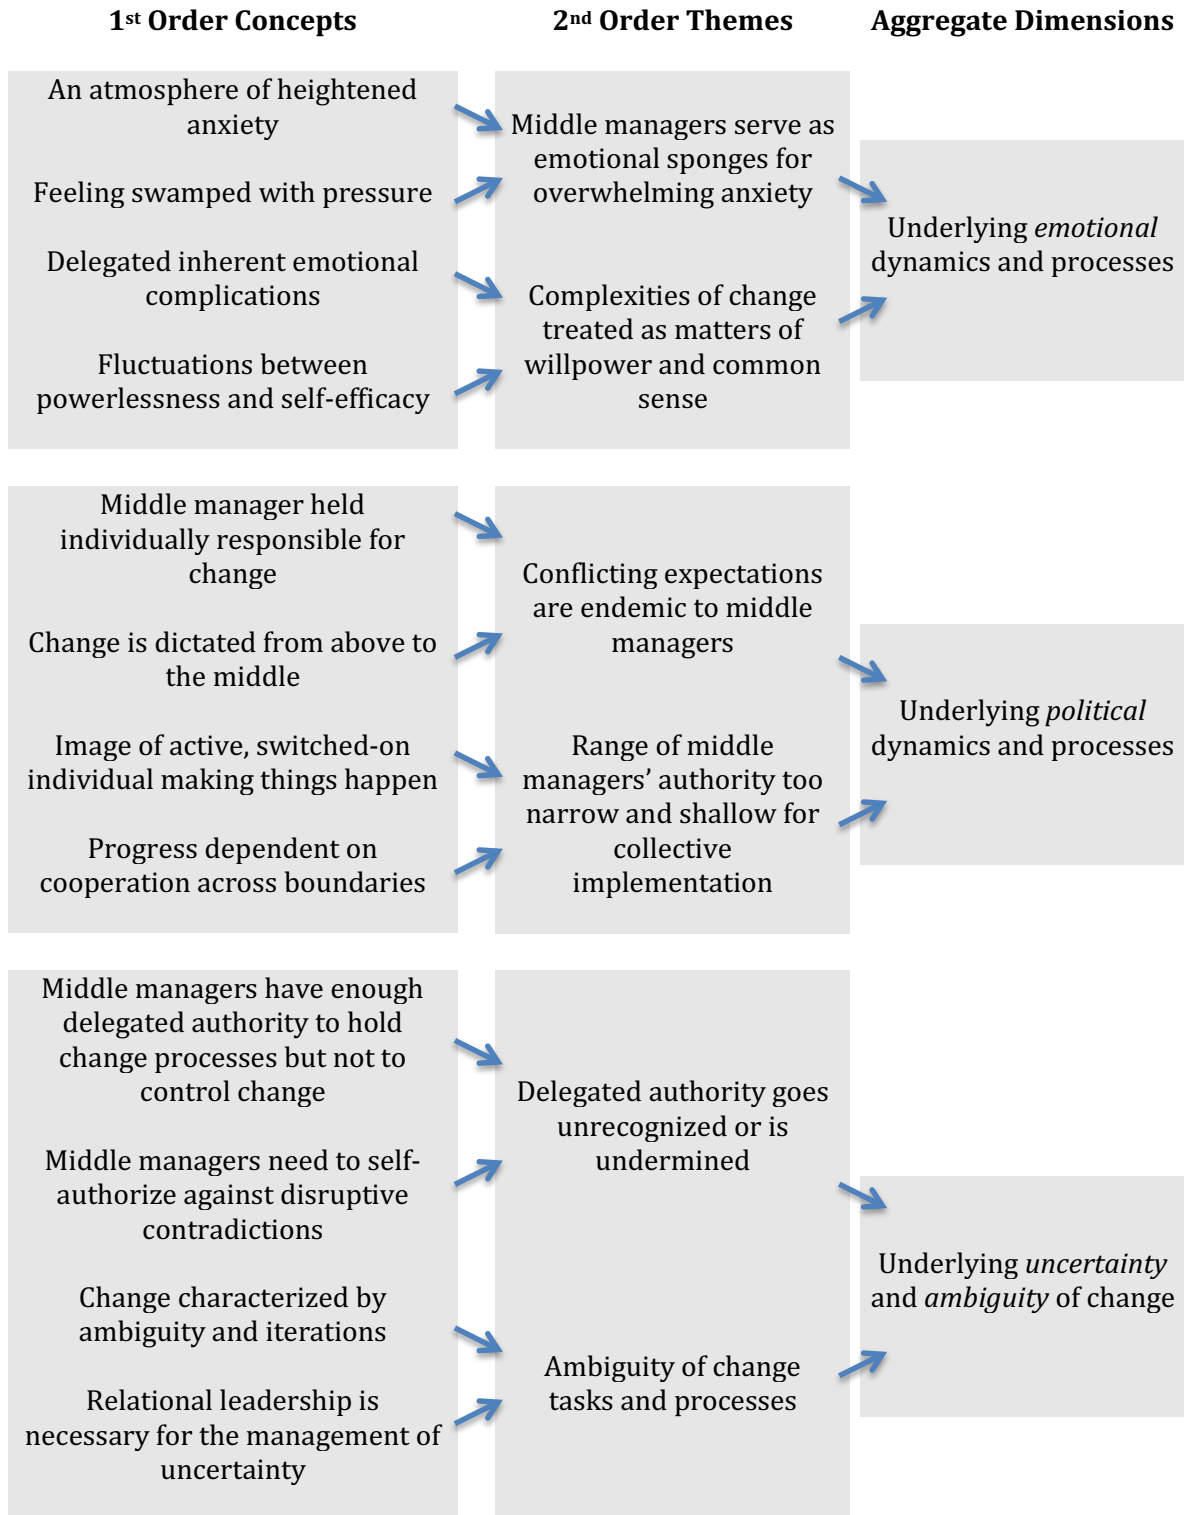 1st Order Concepts
2nd Order Themes
Aggregate Dimensions
An atmosphere of heightened
anxiety
Feeling swamped with pressure
Delegated inherent emotional
complications
Fluctuations between
powerlessness and self-efficacy
Middle managers serve as
emotional sponges for
overwhelming anxiety
Complexities of change
treated as matters of
willpower and common
sense
Underlying emotional
dynamics and processes
Middle manager held
individually responsible for
change
Change is dictated from above to
the middle
Image of active, switched-on
individual making things happen
Progress dependent on
cooperation across boundaries
Conflicting expectations
are endemic to middle
managers
Range of middle
managers’ authority too
narrow and shallow for
collective
implementation
Underlying political
dynamics and processes
Middle managers have enough
delegated authority to hold
change processes but not to
control change
Middle managers need to self-
authorize against disruptive
contradictions
Change characterized by
ambiguity and iterations
Relational leadership is
necessary for the management of
uncertainty
Delegated authority goes
unrecognized or is
undermined
Ambiguity of change
tasks and processes
Underlying uncertainty
and ambiguity of change